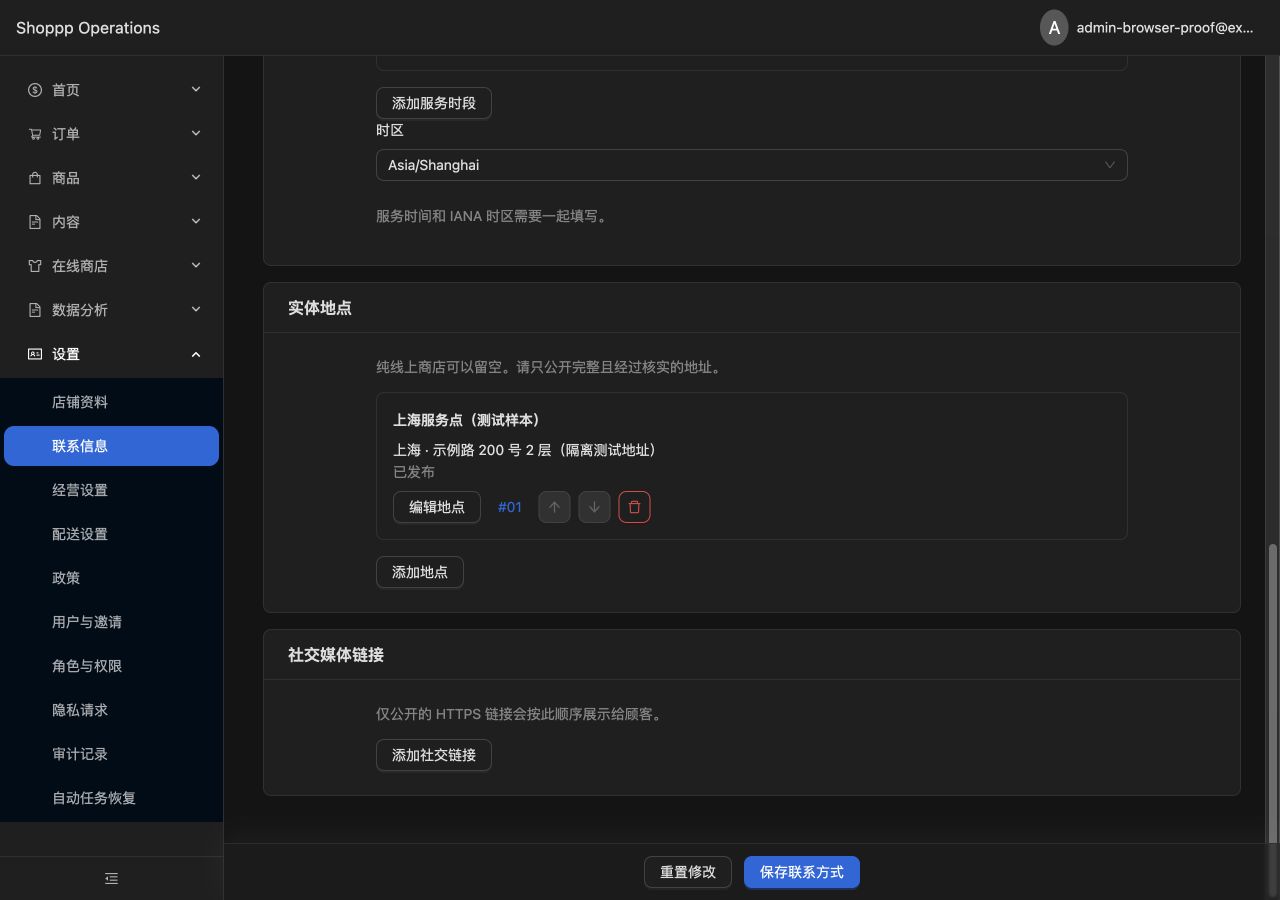 Shoppp Operations
A
admin-browser-proof@ex...
首页
订单
商品
内容
在线商店
数据分析
设置
店铺资料
联系信息
经营设置
配送设置
政策
用户与邀请
角色与权限
隐私请求
审计记录
自动任务恢复
添加服务时段
时区
Asia/Shanghai
服务时间和 IANA 时区需要一起填写。
实体地点
纯线上商店可以留空。请只公开完整且经过核实的地址。
上海服务点（测试样本）
上海 · 示例路 200 号 2 层（隔离测试地址）
已发布
编辑地点
#01
添加地点
社交媒体链接
仅公开的 HTTPS 链接会按此顺序展示给顾客。
添加社交链接
重置修改
保存联系方式